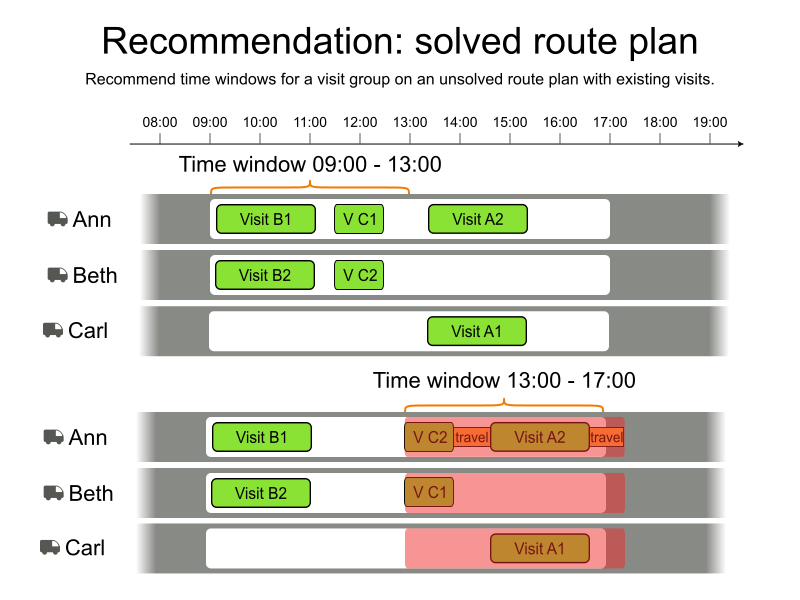 Recommendation: solved route plan
Recommend time windows for a visit group on an unsolved route plan with existing visits.
08:00 09:00 10:00 11:00 12:00 13:00 14:00 15:00 16:00 17:00 18:00 19:00
Time window 09:00 - 13:00
Ann Visit B1 V C1 Visit A2
Beth Visit B2 V C2
Carl Visit A1
Time window 13:00 - 17:00
Ann Visit B1 V C2 travel Visit A2 travel
Beth Visit B2 V C1
Carl Visit A1